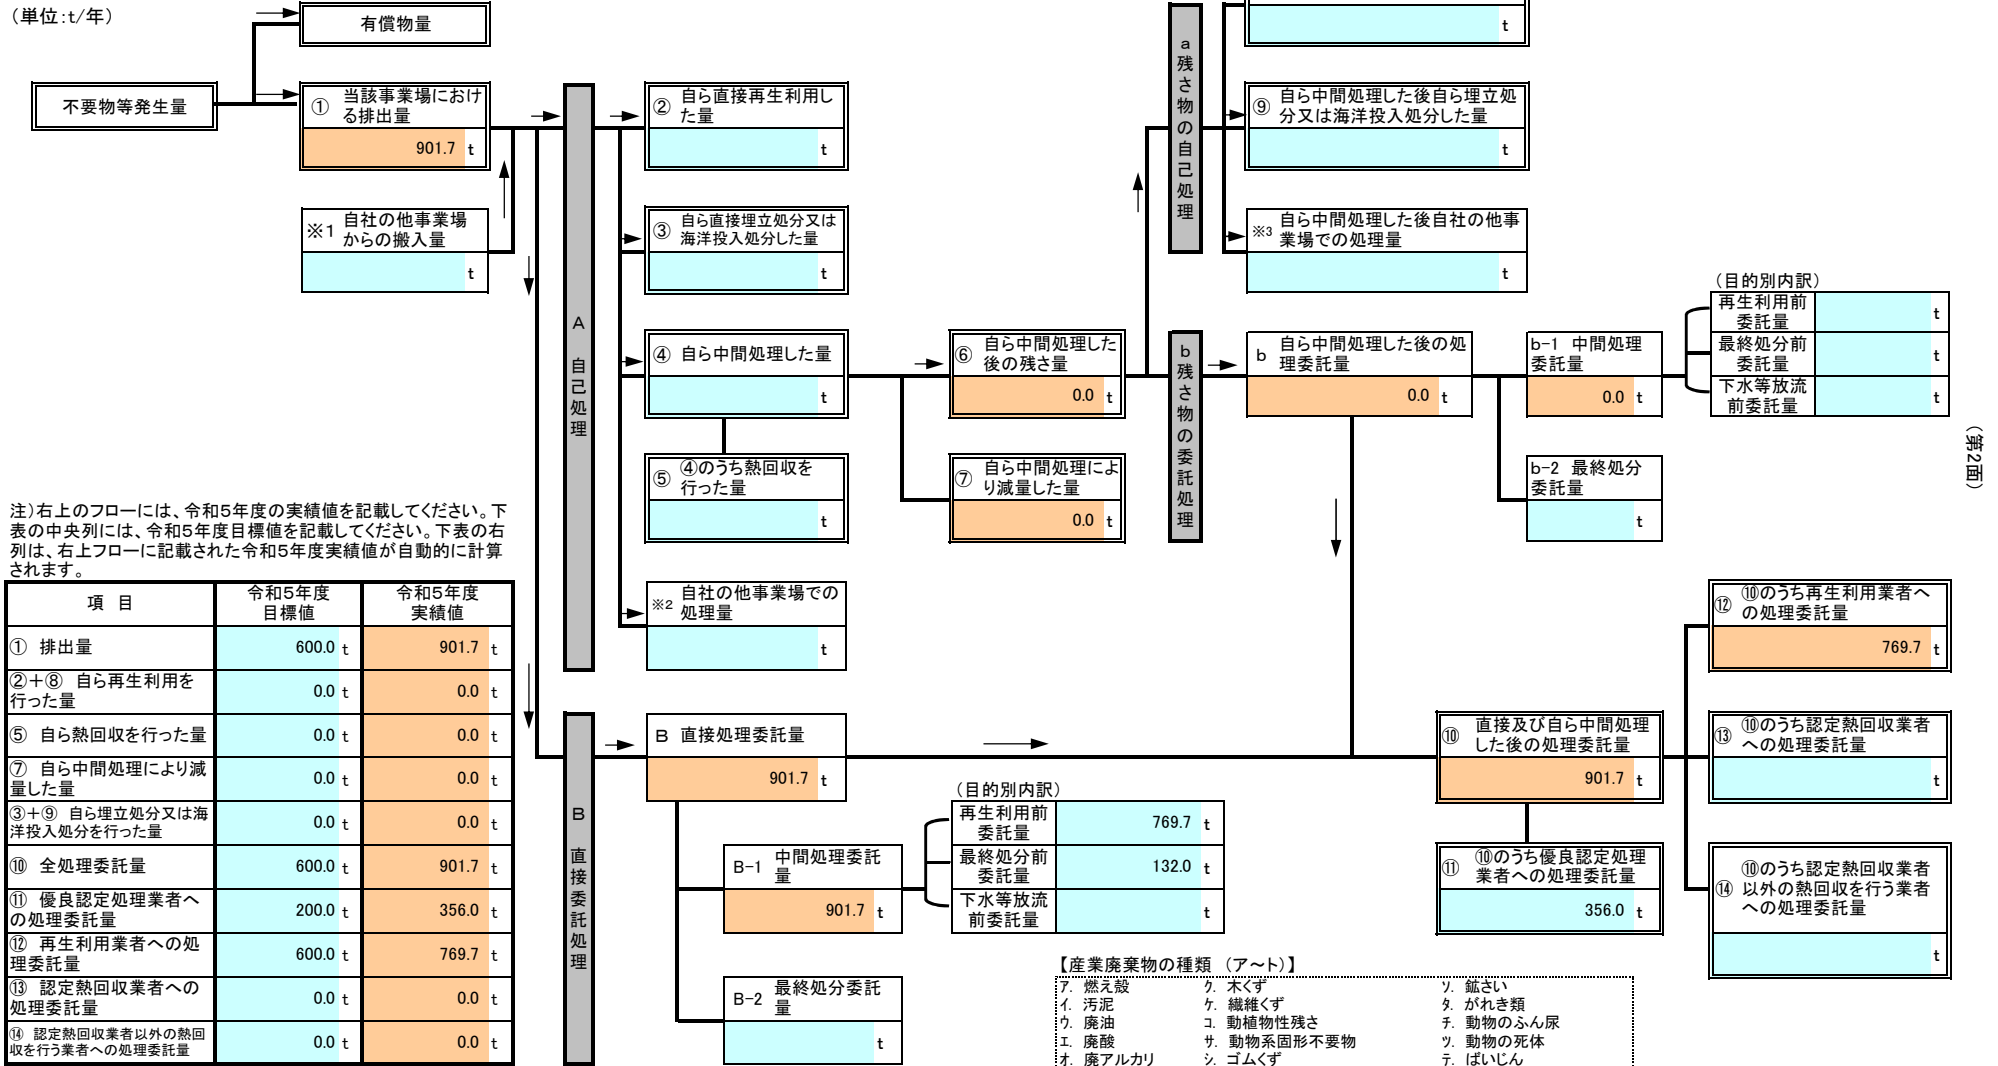 (単位:t/年)
有償物量
t
不要物等発生量
① 当該事業場におけ
る排出量
901.7 t
※1 自社の他事業場
からの搬入量
t
A 自己処理
② 自ら直接再生利用し
た量
t
③ 自ら直接埋立処分又は
海洋投入処分した量
t
④ 自ら中間処理した量
t
⑤ ④のうち熱回収を
行った量
t
※2 自社の他事業場での
処理量
t
⑥ 自ら中間処理した
後の残さ量
0.0 t
⑦ 自ら中間処理によ
り減量した量
0.0 t
a残さ物の自己処理
⑨ 自ら中間処理した後自ら埋立処
分又は海洋投入処分した量
t
※3 自ら中間処理した後自社の他事
業場での処理量
t
b残さ物の委託処理
b 自ら中間処理した後の処
理委託量
0.0 t
b-1 中間処理
委託量
0.0 t
b-2 最終処分
委託量
t
(目的別内訳)
再生利用前
委託量 t
最終処分前
委託量 t
下水等放流
前委託量 t
(第2面)
注)右上のフローには、令和5年度の実績値を記載してください。下
表の中央列には、令和5年度目標値を記載してください。下表の右
列は、右上フローに記載された令和5年度実績値が自動的に計算
されます。
項 目 令和5年度 目標値 令和5年度 実績値
① 排出量 600.0 t 901.7 t
②+⑧ 自ら再生利用を
行った量 0.0 t 0.0 t
⑤ 自ら熱回収を行った量 0.0 t 0.0 t
⑦ 自ら中間処理により減
量した量 0.0 t 0.0 t
③+⑨ 自ら埋立処分又は海
洋投入処分を行った量 0.0 t 0.0 t
⑩ 全処理委託量 600.0 t 901.7 t
⑪ 優良認定処理業者へ
の処理委託量 200.0 t 356.0 t
⑫ 再生利用業者への処
理委託量 600.0 t 769.7 t
⑬ 認定熱回収業者への
処理委託量 0.0 t 0.0 t
⑭ 認定熱回収業者以外の熱回
収を行う業者への処理委託量 0.0 t 0.0 t
B 直接委託処理
B 直接処理委託量
901.7 t
B-1 中間処理委託
量
901.7 t
B-2 最終処分委託
量
t
(目的別内訳)
再生利用前
委託量 769.7 t
最終処分前
委託量 132.0 t
下水等放流
前委託量 t
⑩ 直接及び自ら中間処理
した後の処理委託量
901.7 t
⑪ ⑩のうち優良認定処理
業者への処理委託量
356.0 t
⑫ ⑩のうち再生利用業者へ
の処理委託量
769.7 t
⑬ ⑩のうち認定熱回収業者
への処理委託量
t
⑭ ⑩のうち認定熱回収業者
以外の熱回収を行う業者
への処理委託量
t
【産業廃棄物の種類 (ア～ト)】
ア. 燃え殻 ク. 木くず ソ. 鉱さい
イ. 汚泥 ケ. 繊維くず タ. がれき類
ウ. 廃油 コ. 動植物性残さ チ. 動物のふん尿
エ. 廃酸 サ. 動物系固形不要物 ツ. 動物の死体
オ. 廃アルカリ シ. ゴムくず テ. ばいじん